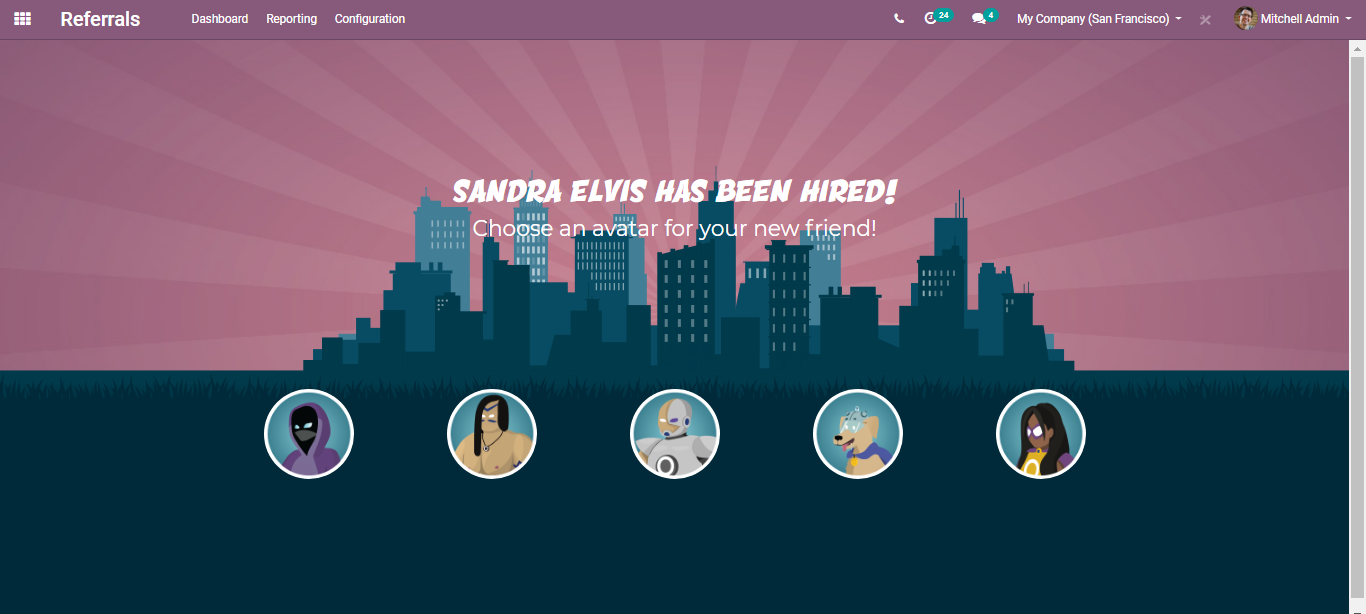 Referrals Dashboard Reporting Configuration 24 4 My Company (San Francisco) Mitchell Admin
SANDRA ELVIS HAS BEEN HIRED!
Choose an avatar for your new friend!